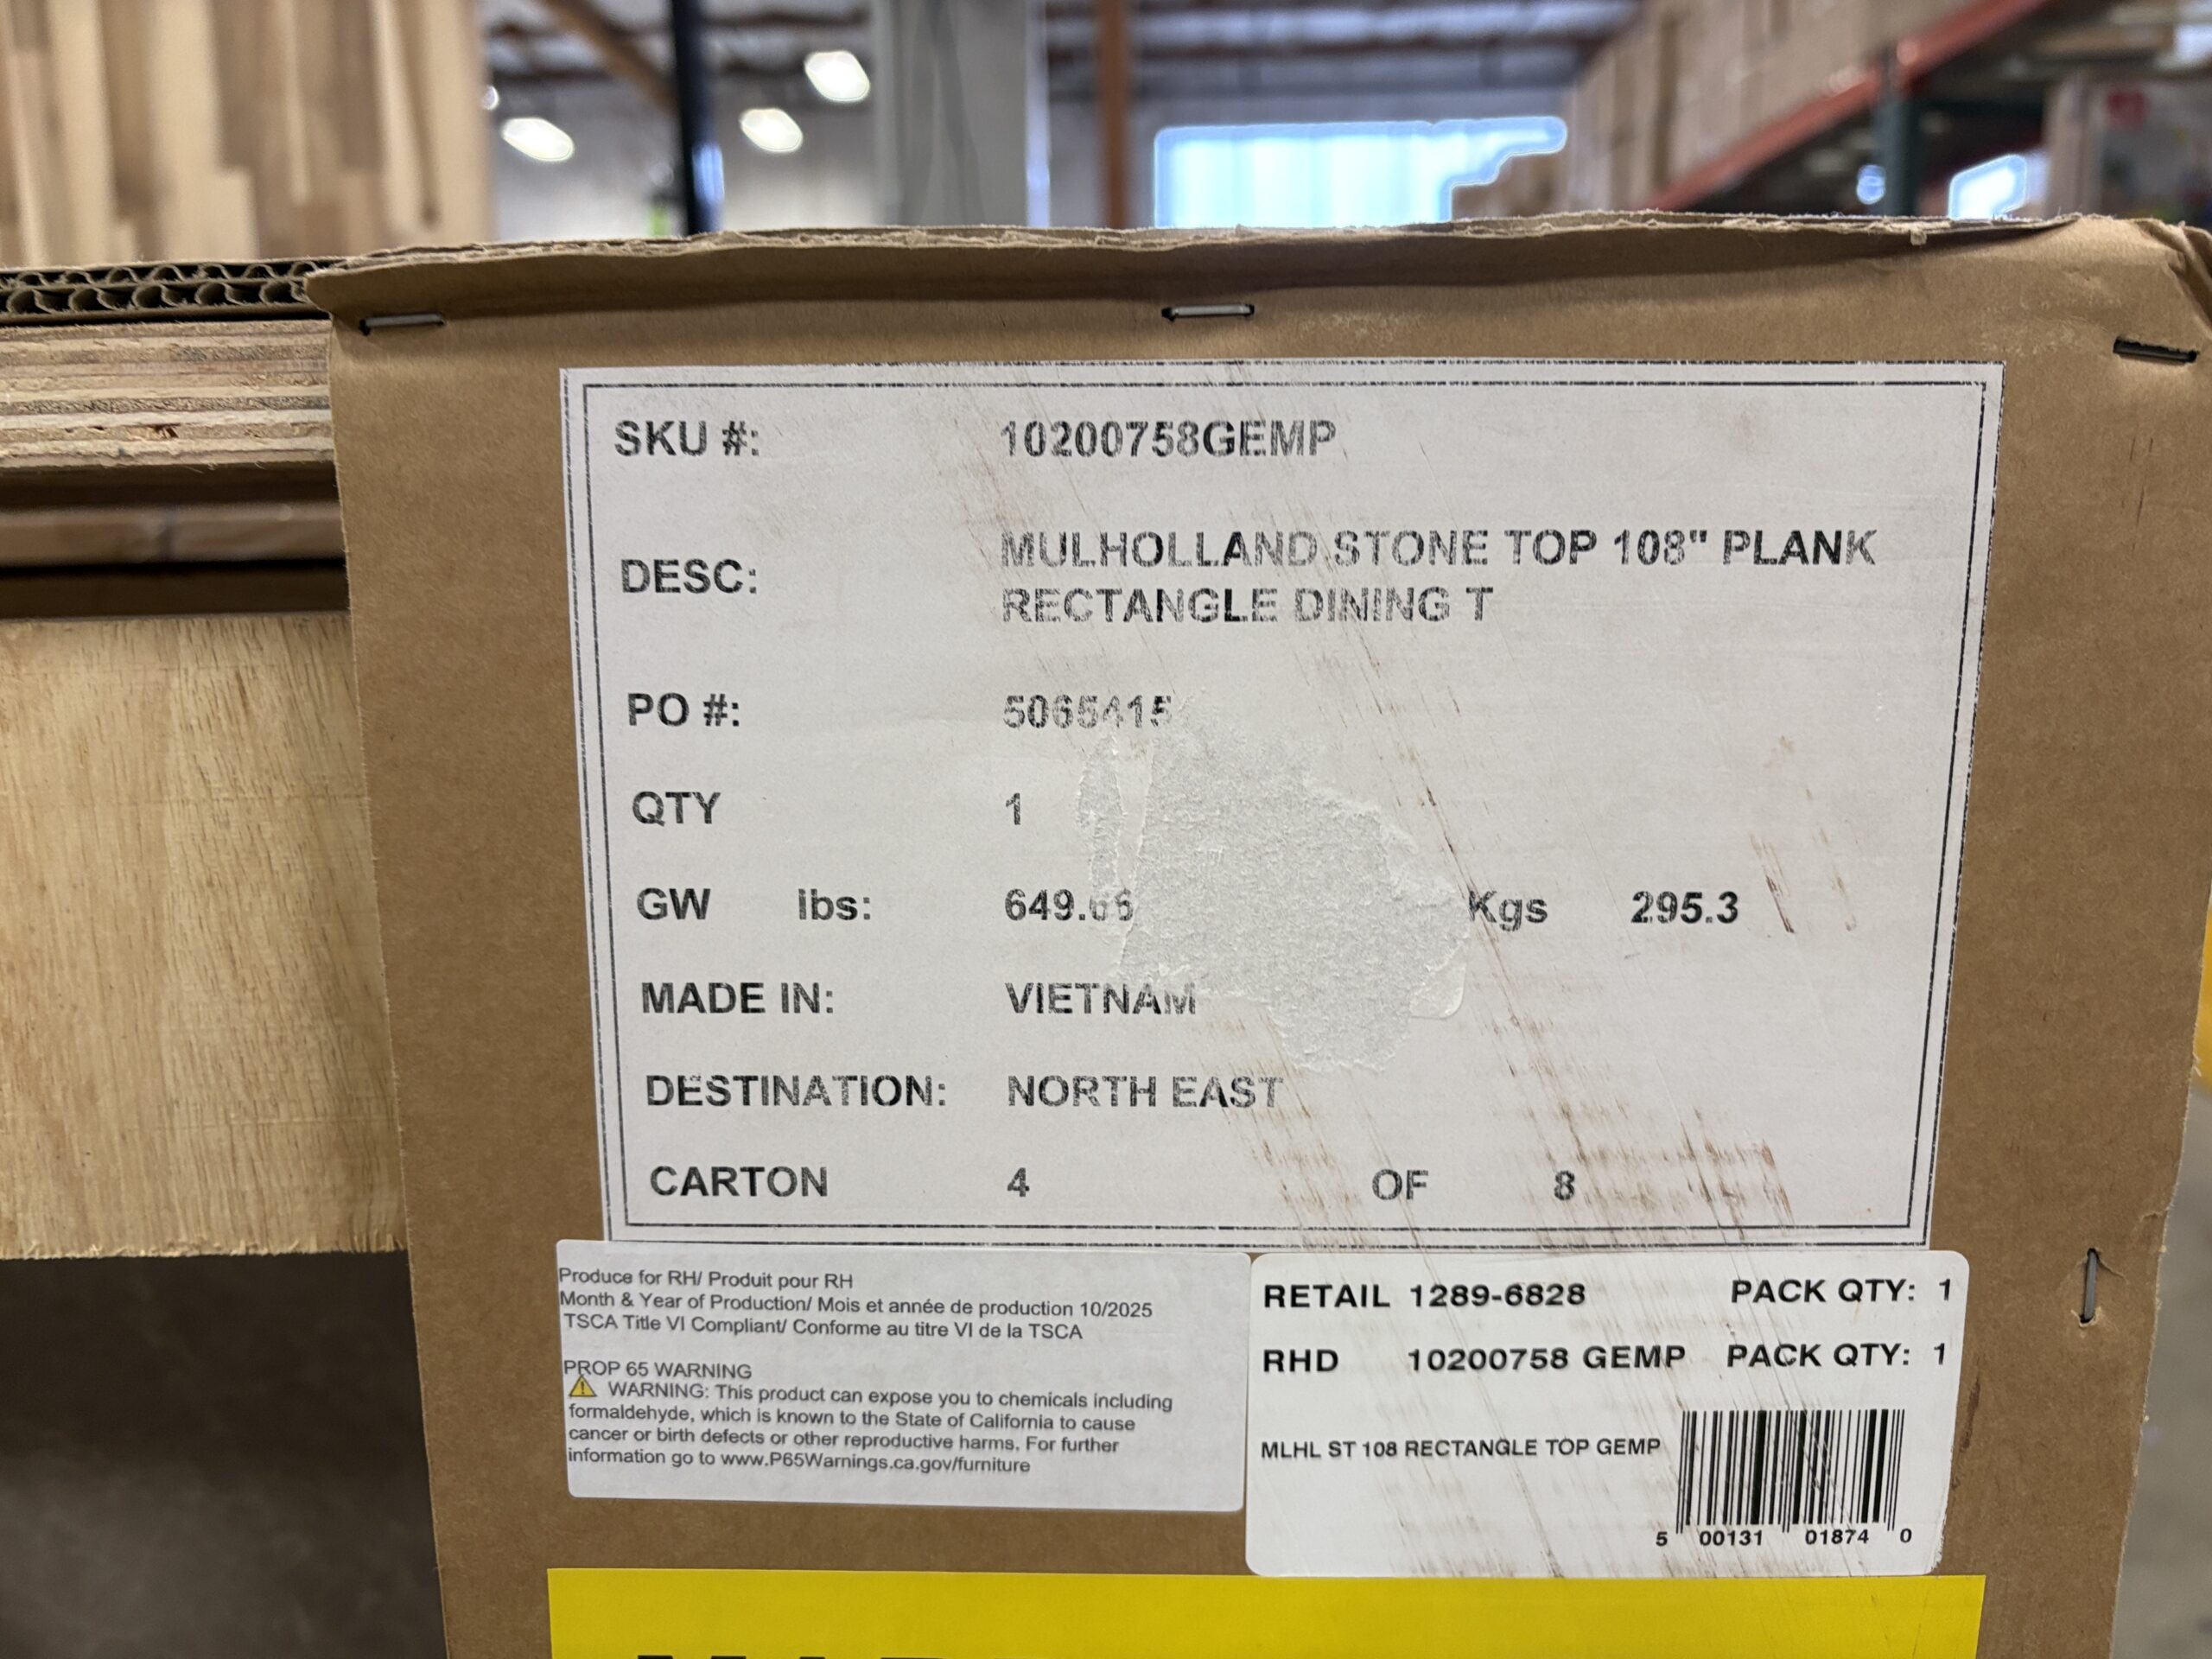 SKU #: 10200758GEMP
DESC: MULHOLLAND STONE TOP 108" PLANK
RECTANGLE DINING T
PO #: 5065415
QTY 1
GW lbs: 649.66 Kgs 295.3
MADE IN: VIETNAM
DESTINATION: NORTH EAST
CARTON 4 OF 8
Produce for RH/ Produit pour RH
Month & Year of Production/ Mois et année de production 10/2025
TSCA Title VI Compliant/ Conforme au titre VI de la TSCA
PROP 65 WARNING
WARNING: This product can expose you to chemicals including
formaldehyde, which is known to the State of California to cause
cancer or birth defects or other reproductive harms. For further
information go to www.P65Warnings.ca.gov/furniture
RETAIL 1289-6828 PACK QTY: 1
RHD 10200758 GEMP PACK QTY: 1
MLHL ST 108 RECTANGLE TOP GEMP
5 00131 01874 0